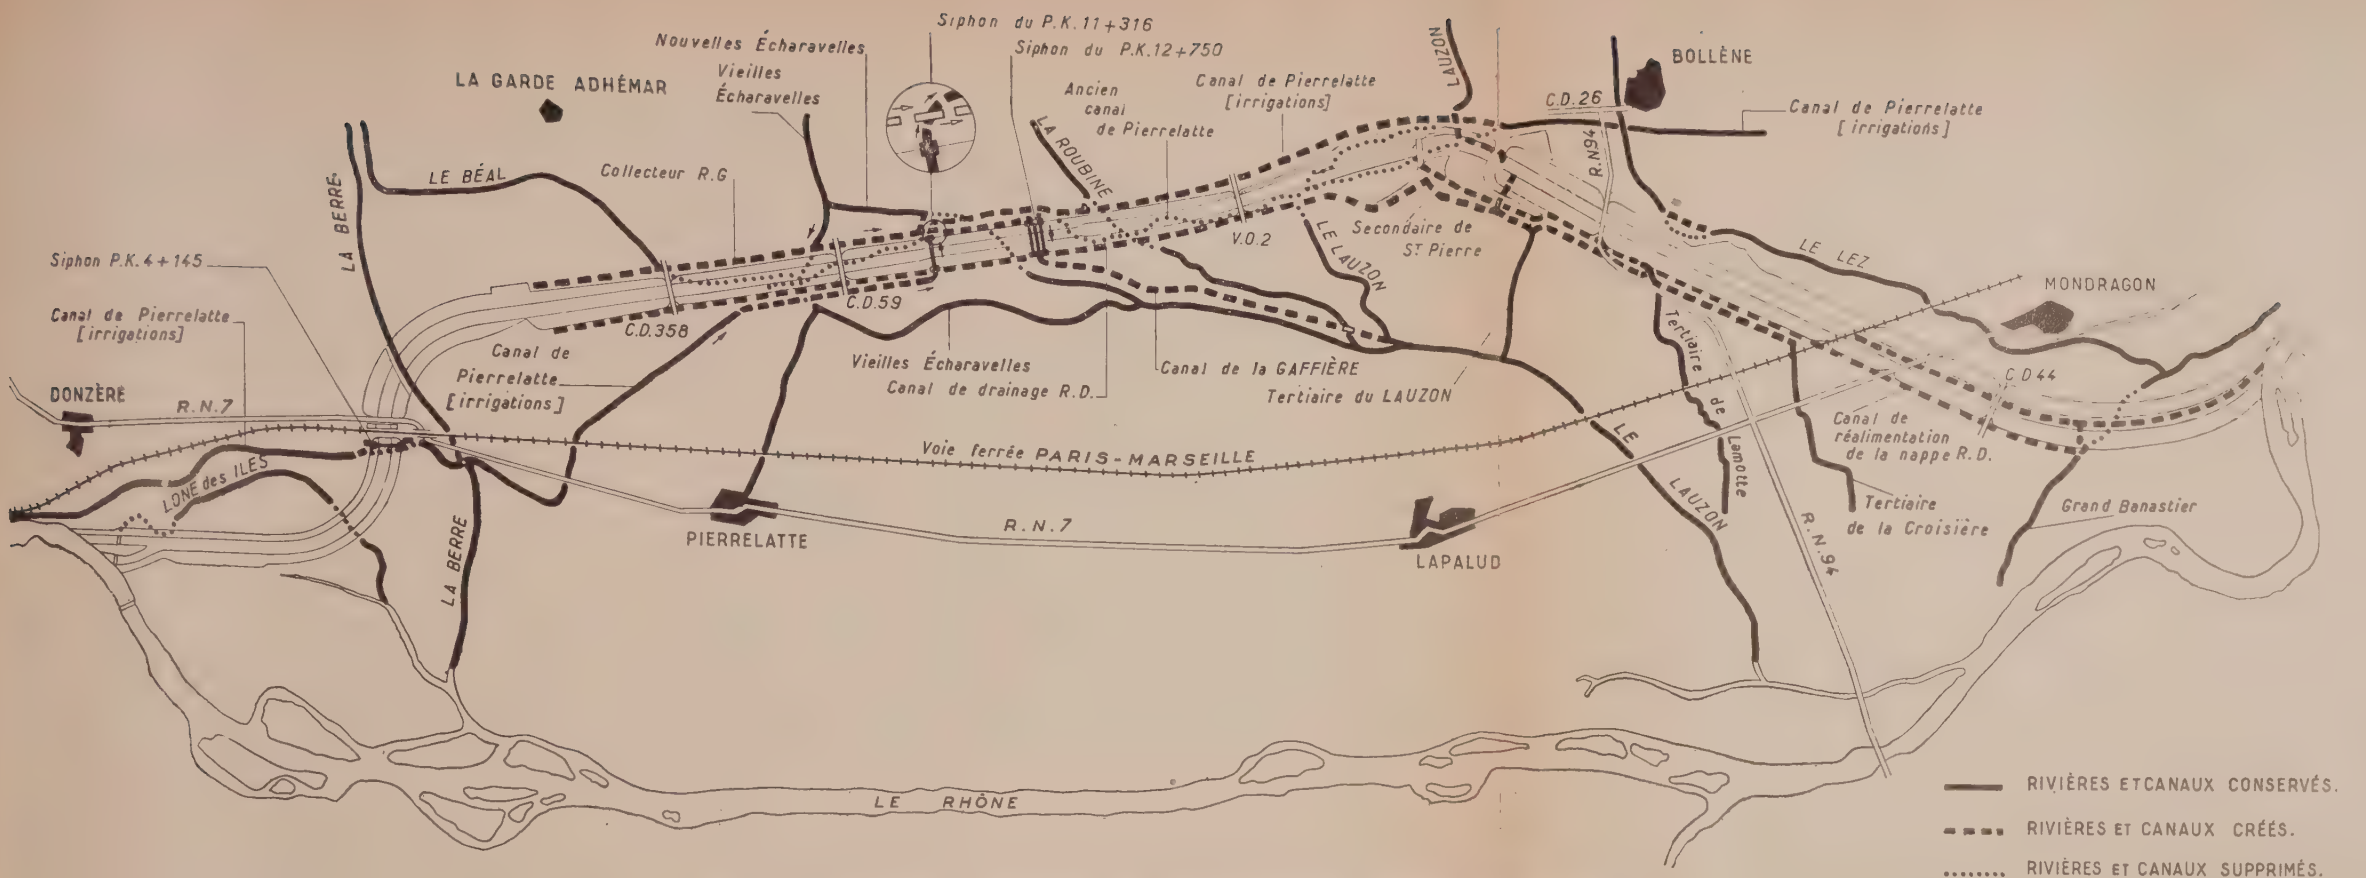 Siphon du P.K.11+316
Nouvelles Écharavelles
Siphon du P.K.12+750
LAUZON
BOLLÈNE
LA GARDE ADHÉMAR
Vieilles
Écharavelles
Ancien
canal
de Pierrelatte
Canal de Pierrelatte
[irrigations]
C.D.26
Canal de Pierrelatte
[irrigations]
LA ROUBINE
R.N94
LE BÉAL
Collecteur R.G
LA BERRE
Siphon P.K.4+145
V.O.2
LE LAUZON
Secondaire de
ST Pierre
LE LEZ
MONDRAGON
Canal de Pierrelatte
[irrigations]
C.D.358
C.D.59
Canal de
Pierrelatte
[irrigations]
Vieilles Écharavelles
Canal de drainage R.D.
Canal de la GAFFIÈRE
Tertiaire du LAUZON
Tertiaire
de
Lamotte
C.D44
DONZÈRE
R.N.7
Canal de
réalimentation
de la nappe R.D.
LONE des ILES
Voie ferrée PARIS-MARSEILLE
LE
LAUZON
Tertiaire
de la Croisière
Grand Banastier
LA BERRE
PIERRELATTE
R.N.7
LAPALUD
R.N.94
LE RHÔNE
RIVIÈRES ET CANAUX CONSERVÉS.
RIVIÈRES ET CANAUX CRÉÉS.
RIVIÈRES ET CANAUX SUPPRIMÉS.